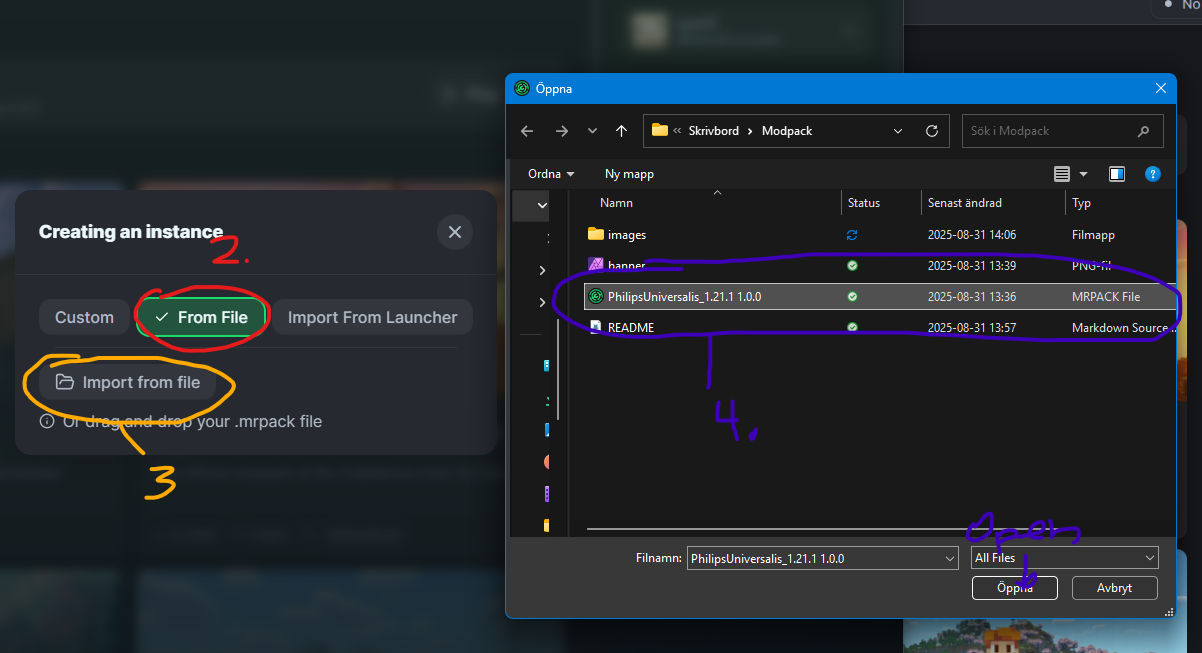 No
Creating an instance
2.
Custom
From File
Import From Launcher
Import from file
Or drag and drop your .mrpack file
3
Öppna
Skrivbord
Modpack
Sök i Modpack
Ordna
Ny mapp
Namn
Status
Senast ändrad
Typ
images
2025-08-31 14:06
Filmapp
banner
2025-08-31 13:39
PNG-fil
PhilipsUniversalis_1.21.1 1.0.0
2025-08-31 13:36
MRPACK File
README
2025-08-31 13:57
Markdown Source...
4.
Open
Filnamn:
PhilipsUniversalis_1.21.1 1.0.0
All Files
Öppna
Avbryt